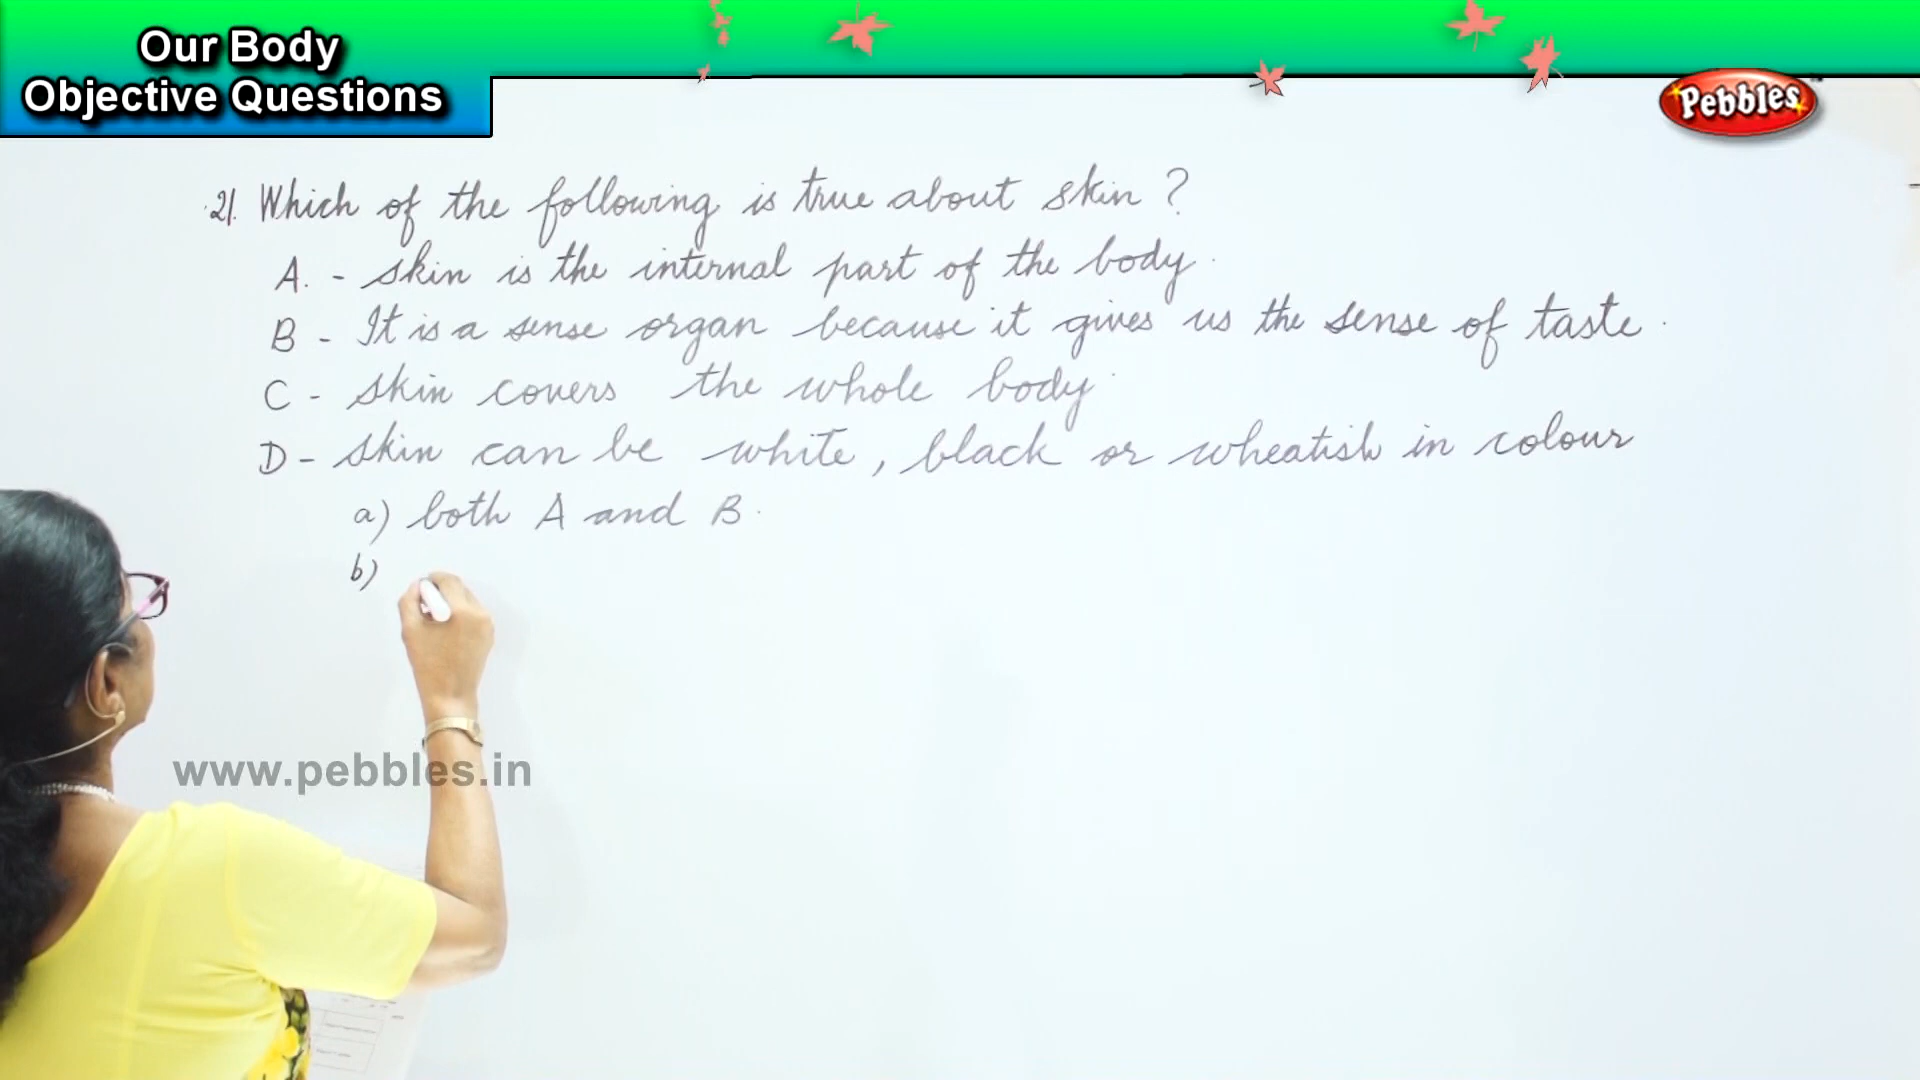 Our Body
Objective Questions
Pebbles
21. Which of the following is true about skin?
A. - skin is the internal part of the body.
B - It is a sense organ because it gives us the sense of taste.
C - skin covers the whole body.
D - skin can be white, black or wheatish in colour
a) both A and B.
b)
www.pebbles.in